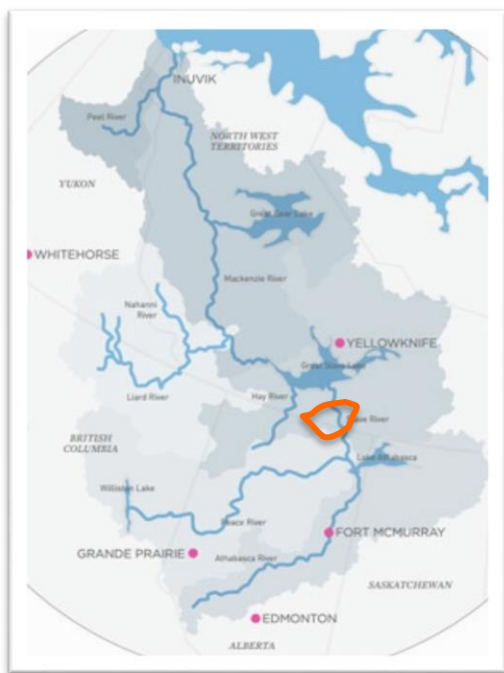 INUVIK
Peel River
NORTH WEST
TERRITORIES
YUKON
Great Bear Lake
WHITEHORSE
Mackenzie River
Nahanni
River
YELLOWKNIFE
Great Slave Lake
Hay River
Liard River
River
BRITISH
COLUMBIA
Lake Athabasca
Williston Lake
Peace River
FORT MCMURRAY
GRANDE PRAIRIE
Athabasca River
SASKATCHEWAN
EDMONTON
ALBERTA